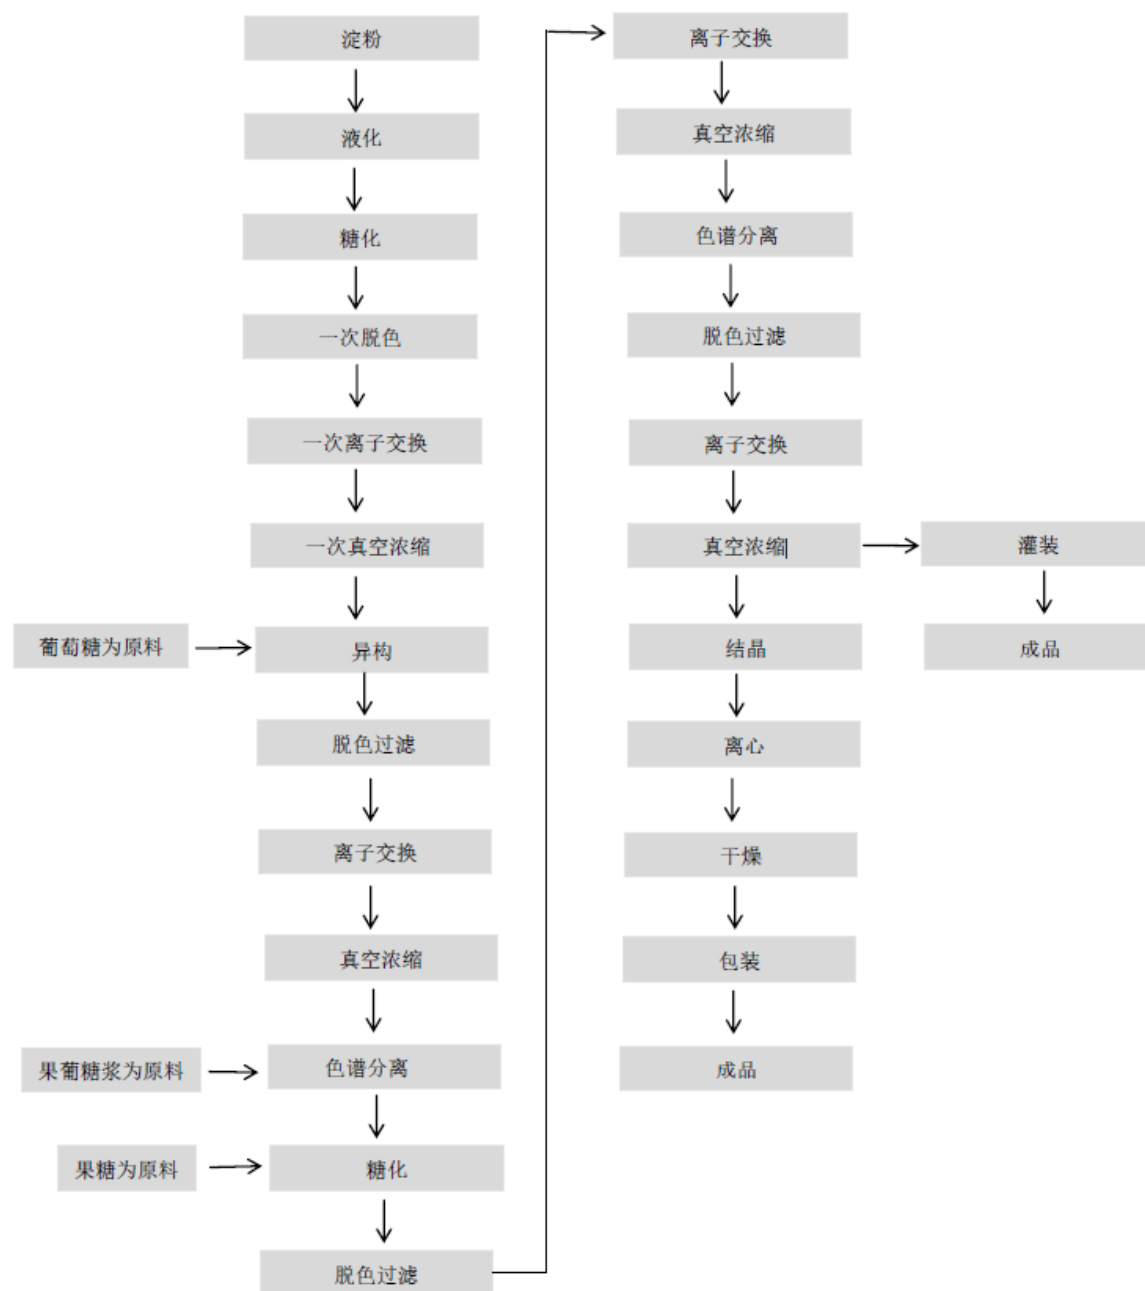 淀粉
液化
糖化
一次脱色
一次离子交换
一次真空浓缩
葡萄糖为原料
异构
脱色过滤
离子交换
真空浓缩
果葡糖浆为原料
色谱分离
果糖为原料
糖化
脱色过滤
离子交换
真空浓缩
色谱分离
脱色过滤
离子交换
真空浓缩
灌装
成品
结晶
离心
干燥
包装
成品